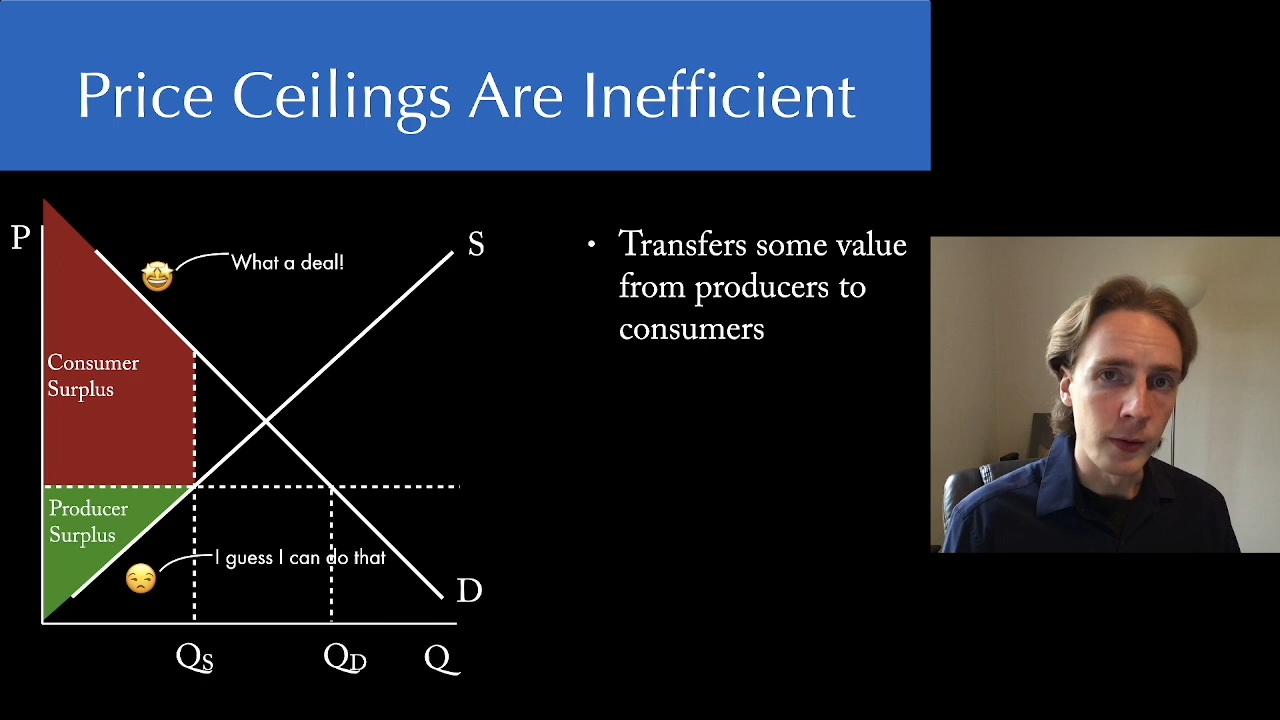 Price Ceilings Are Inefficient
P
What a deal!
S
Consumer
Surplus
Producer
Surplus
I guess I can do that
D
QS
QD
Q
• Transfers some value
from producers to
consumers